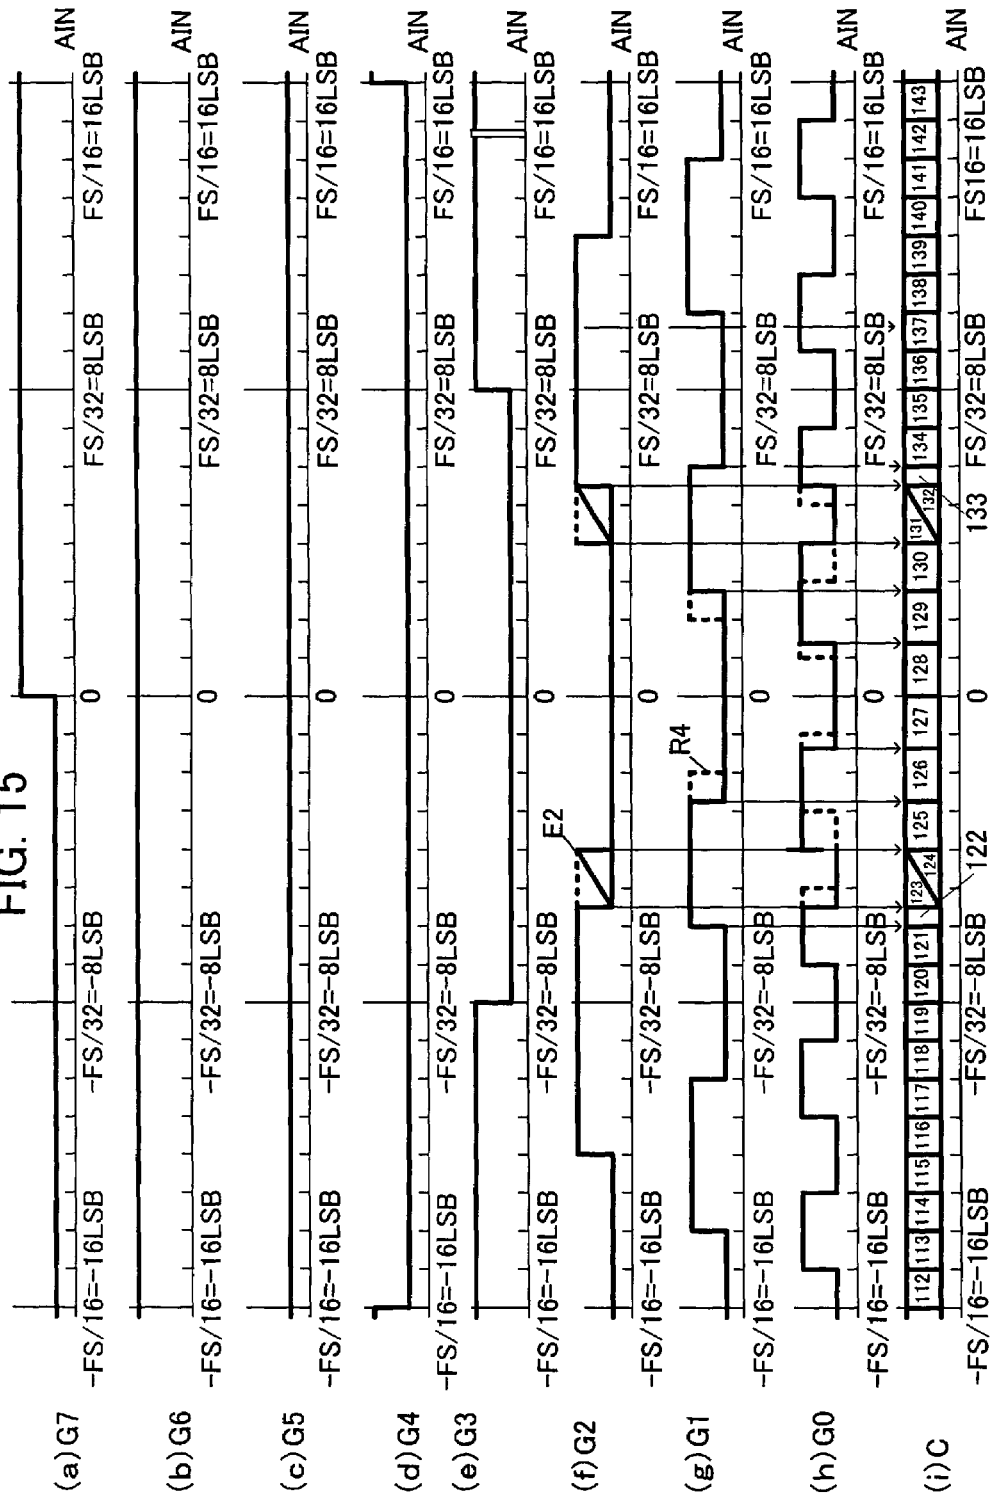 FIG. 15
(a)G7
-FS/16=-16LSB
-FS/32=-8LSB
0
FS/32=8LSB
FS/16=16LSB
AIN
(b)G6
-FS/16=-16LSB
-FS/32=-8LSB
0
FS/32=8LSB
FS/16=16LSB
AIN
(c)G5
-FS/16=-16LSB
-FS/32=-8LSB
0
FS/32=8LSB
FS/16=16LSB
AIN
(d)G4
-FS/16=-16LSB
-FS/32=-8LSB
0
FS/32=8LSB
FS/16=16LSB
AIN
(e)G3
-FS/16=-16LSB
-FS/32=-8LSB
0
FS/32=8LSB
FS/16=16LSB
AIN
(f)G2
E2
-FS/16=-16LSB
-FS/32=-8LSB
0
FS/32=8LSB
FS/16=16LSB
AIN
(g)G1
R4
-FS/16=-16LSB
-FS/32=-8LSB
0
FS/32=8LSB
FS/16=16LSB
AIN
(h)G0
-FS/16=-16LSB
-FS/32=-8LSB
0
FS/32=8LSB
FS/16=16LSB
AIN
(i)C
112 113 114 115 116 117 118 119 120 121 123 124 125 126 127 128 129 130 131 132 134 135 136 137 138 139 140 141 142 143
122
133
-FS/16=-16LSB
-FS/32=-8LSB
0
FS/32=8LSB
FS16=16LSB
AIN